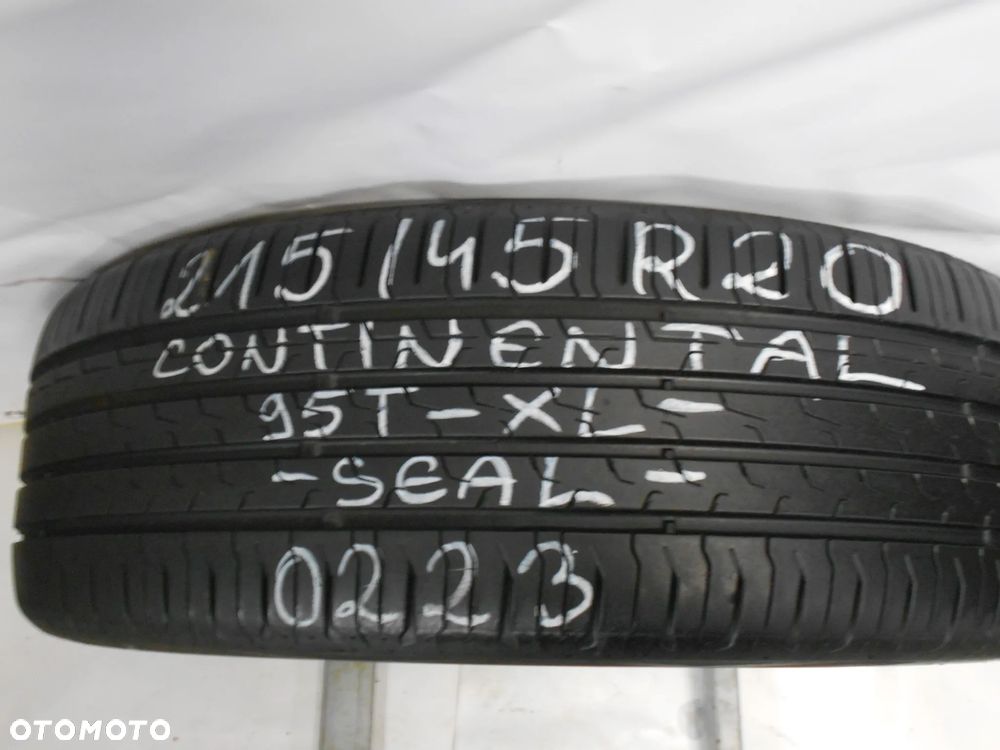 215/45 R20
CONTINENTAL
95T-XL-
-SEAL-
0223
OTOMOTO